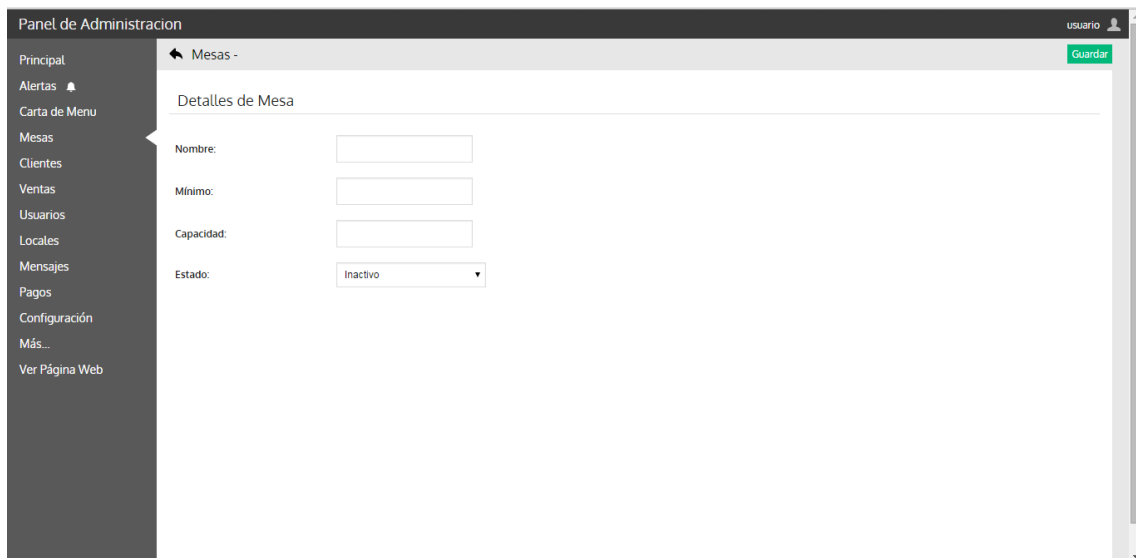 Panel de Administracion
usuario
Principal
Alertas
Carta de Menu
Mesas
Clientes
Ventas
Usuarios
Locales
Mensajes
Pagos
Configuración
Más...
Ver Página Web
Mesas -
Guardar
Detalles de Mesa
Nombre:
Mínimo:
Capacidad:
Estado:
Inactivo